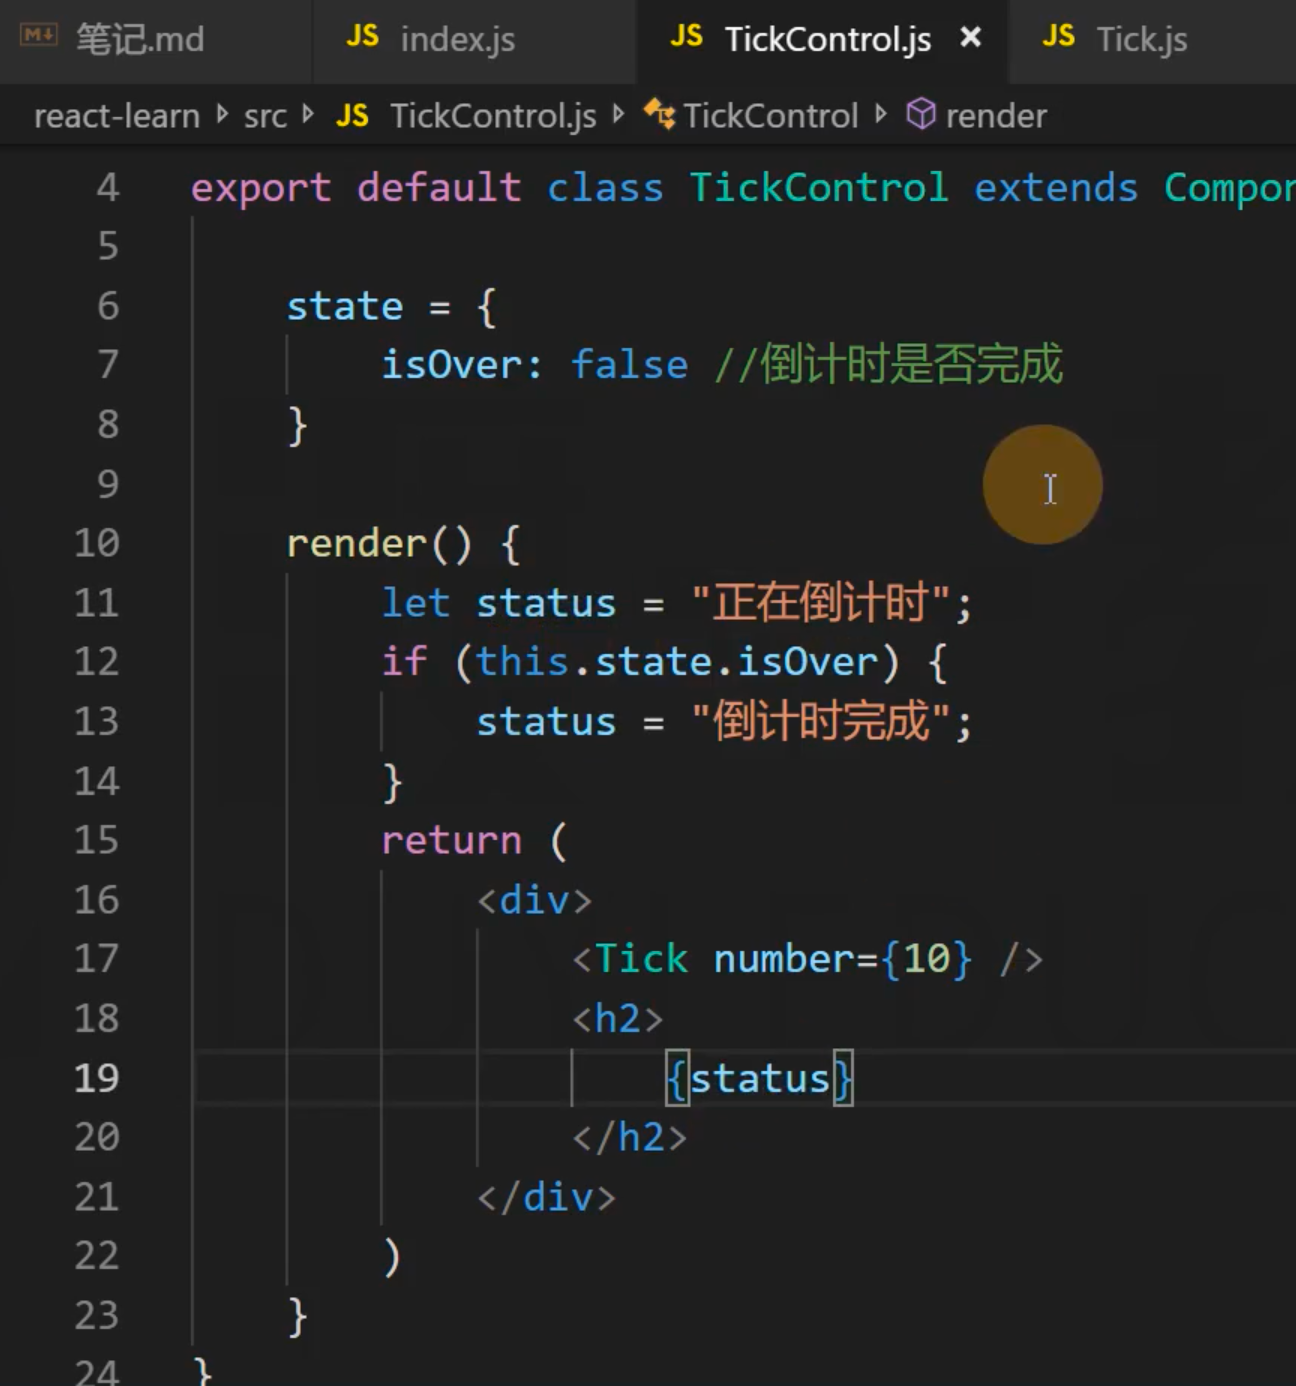 笔记.md JS index.js JS TickControl.js × JS Tick.js
react-learn src JS TickControl.js TickControl render
4 export default class TickControl extends Compor
5
6 state = {
7 isOver: false //倒计时是否完成
8 }
9
10 render() {
11 let status = "正在倒计时";
12 if (this.state.isOver) {
13 status = "倒计时完成";
14 }
15 return (
16 <div>
17 <Tick number={10} />
18 <h2>
19 {status}
20 </h2>
21 </div>
22 )
23 }
24 }